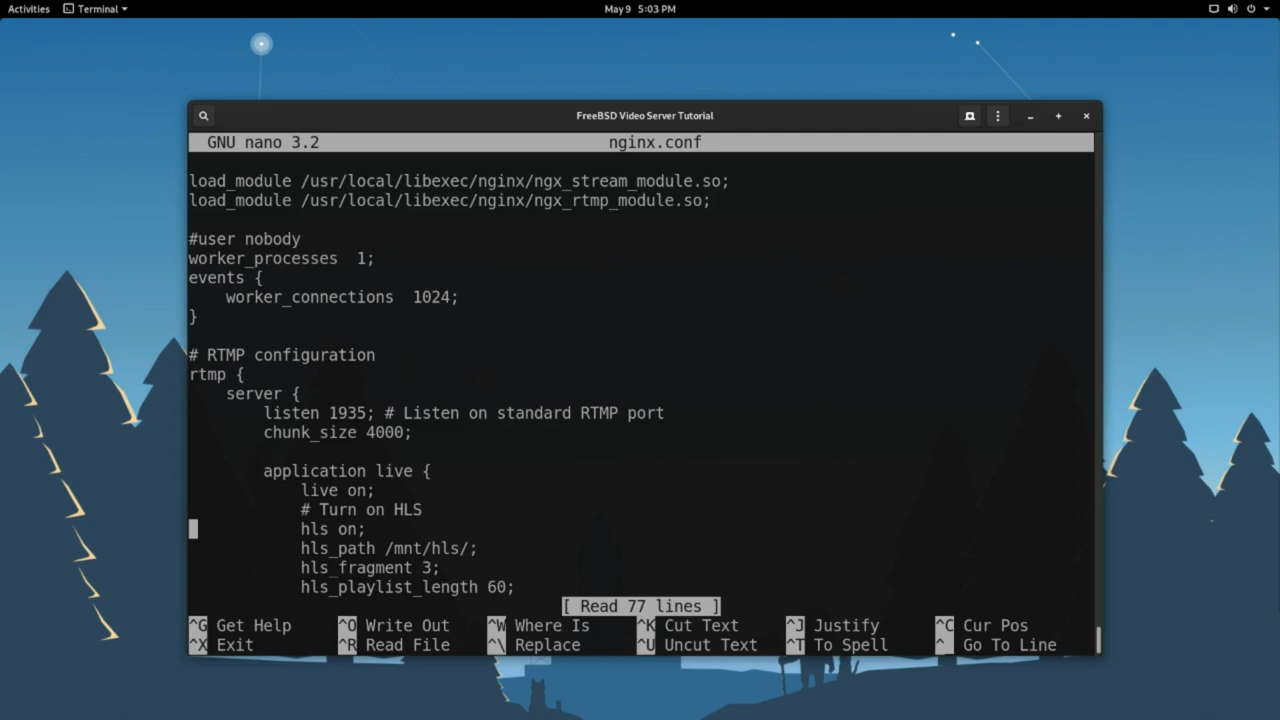 Activities Terminal May 9 5:03 PM
FreeBSD Video Server Tutorial
GNU nano 3.2 nginx.conf
load_module /usr/local/libexec/nginx/ngx_stream_module.so;
load_module /usr/local/libexec/nginx/ngx_rtmp_module.so;
#user nobody
worker_processes  1;
events {
    worker_connections  1024;
}
# RTMP configuration
rtmp {
    server {
        listen 1935; # Listen on standard RTMP port
        chunk_size 4000;
        application live {
            live on;
            # Turn on HLS
            hls on;
            hls_path /mnt/hls/;
            hls_fragment 3;
            hls_playlist_length 60;
[ Read 77 lines ]
^G Get Help ^O Write Out ^W Where Is ^K Cut Text ^J Justify ^C Cur Pos
^X Exit ^R Read File ^\ Replace ^U Uncut Text ^T To Spell ^_ Go To Line